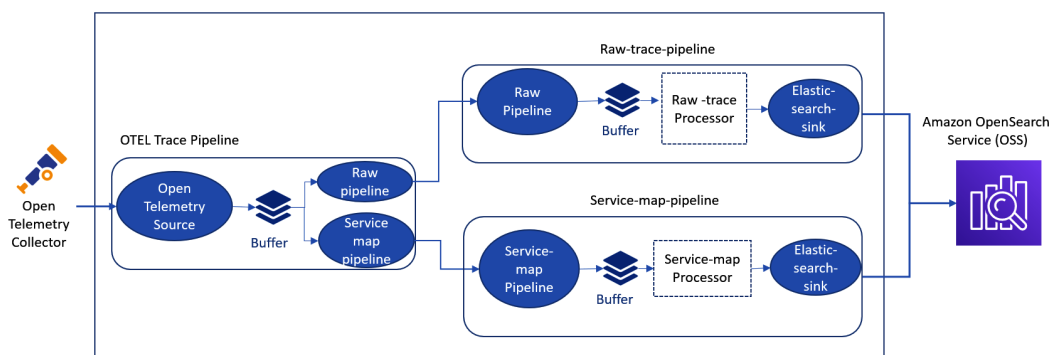 Open
Telemetry
Collector
OTEL Trace Pipeline
Open
Telemetry
Source
Buffer
Raw
pipeline
Service
map
pipeline
Raw-trace-pipeline
Raw
Pipeline
Buffer
Raw -trace
Processor
Elastic-
search-
sink
Service-map-pipeline
Service-
map
Pipeline
Buffer
Service-map
Processor
Elastic-
search-
sink
Amazon OpenSearch
Service (OSS)